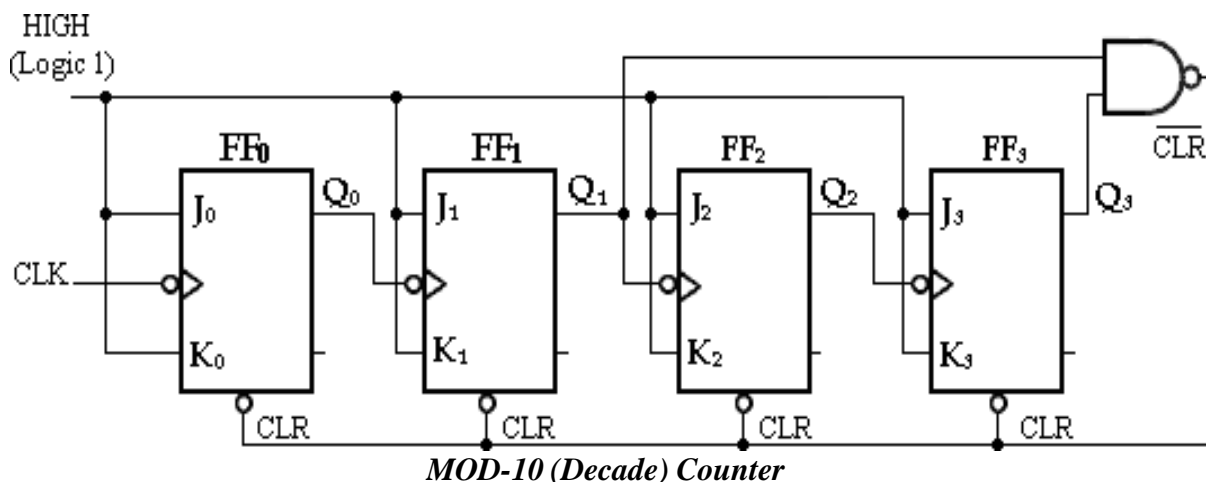 HIGH
(Logic 1)
CLR
FF₀ FF₁ FF₂ FF₃
Q₀ Q₁ Q₂ Q₃
J₀ J₁ J₂ J₃
CLK
K₀ K₁ K₂ K₃
CLR CLR CLR CLR
MOD-10 (Decade) Counter